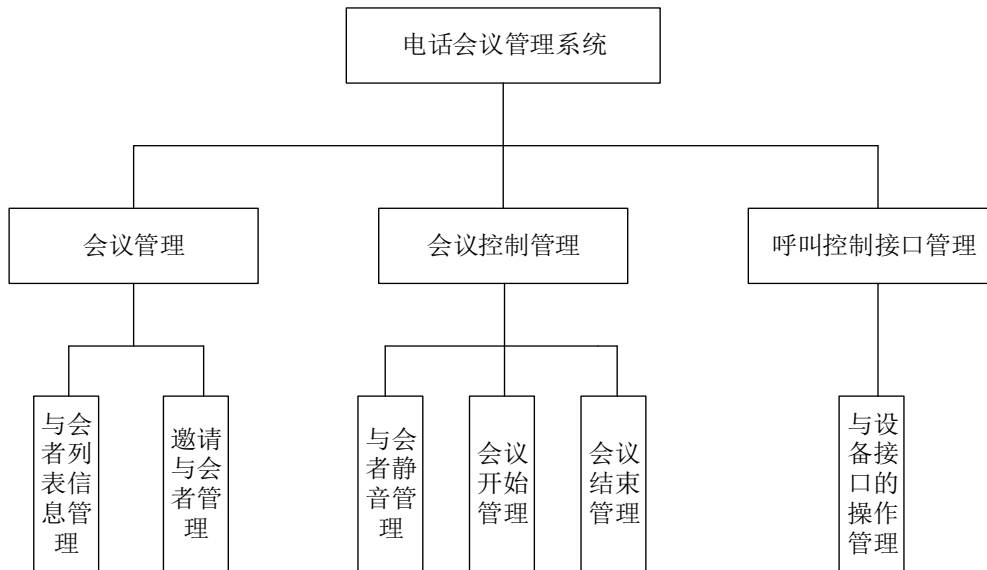 电话会议管理系统
会议管理
会议控制管理
呼叫控制接口管理
与会
者列
表信
息管
理
邀请
与会
者管理
与会
者静
音管
理
会议
开始
管理
会议
结束
管理
与设
备接
口的
操作
管理